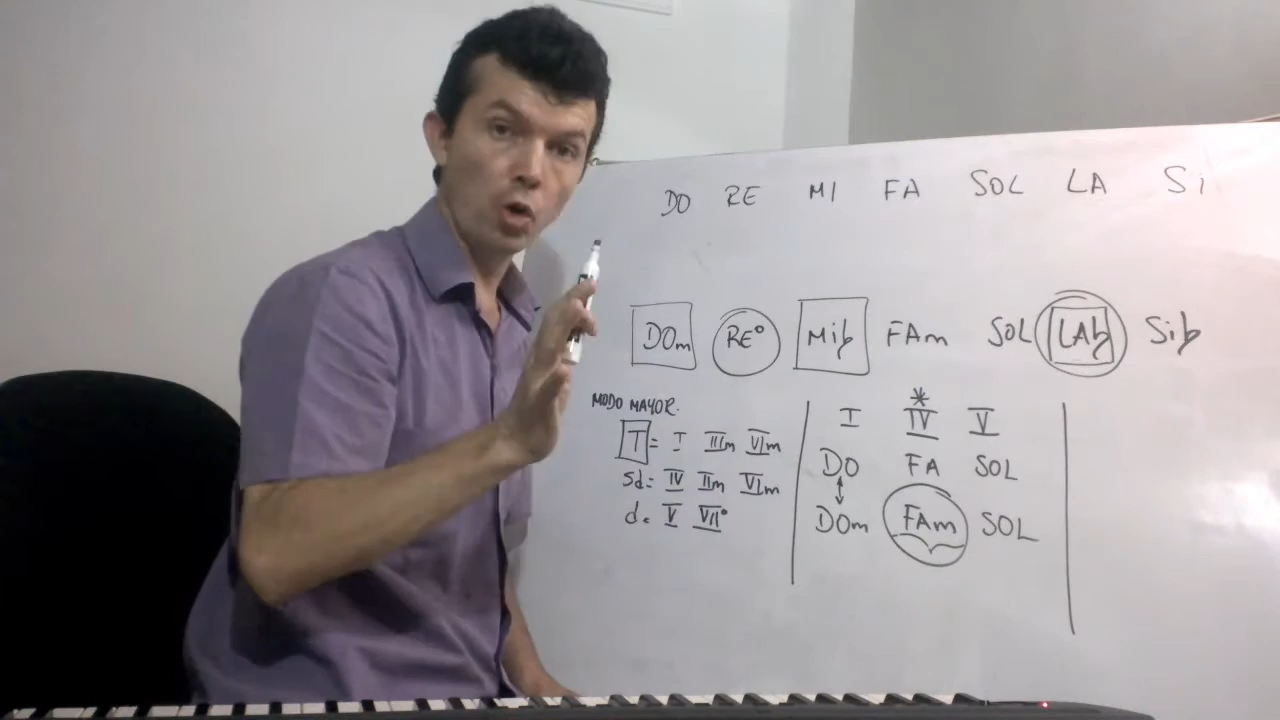 DO RE MI FA SOL LA Si
DOm RE° Mib FAm SOL LAb Sib
MODO MAYOR.
T= I IIIm VIm
Sd= IV IIm VIm
d= V VII°
I IV* V
DO FA SOL
DOm FAm SOL